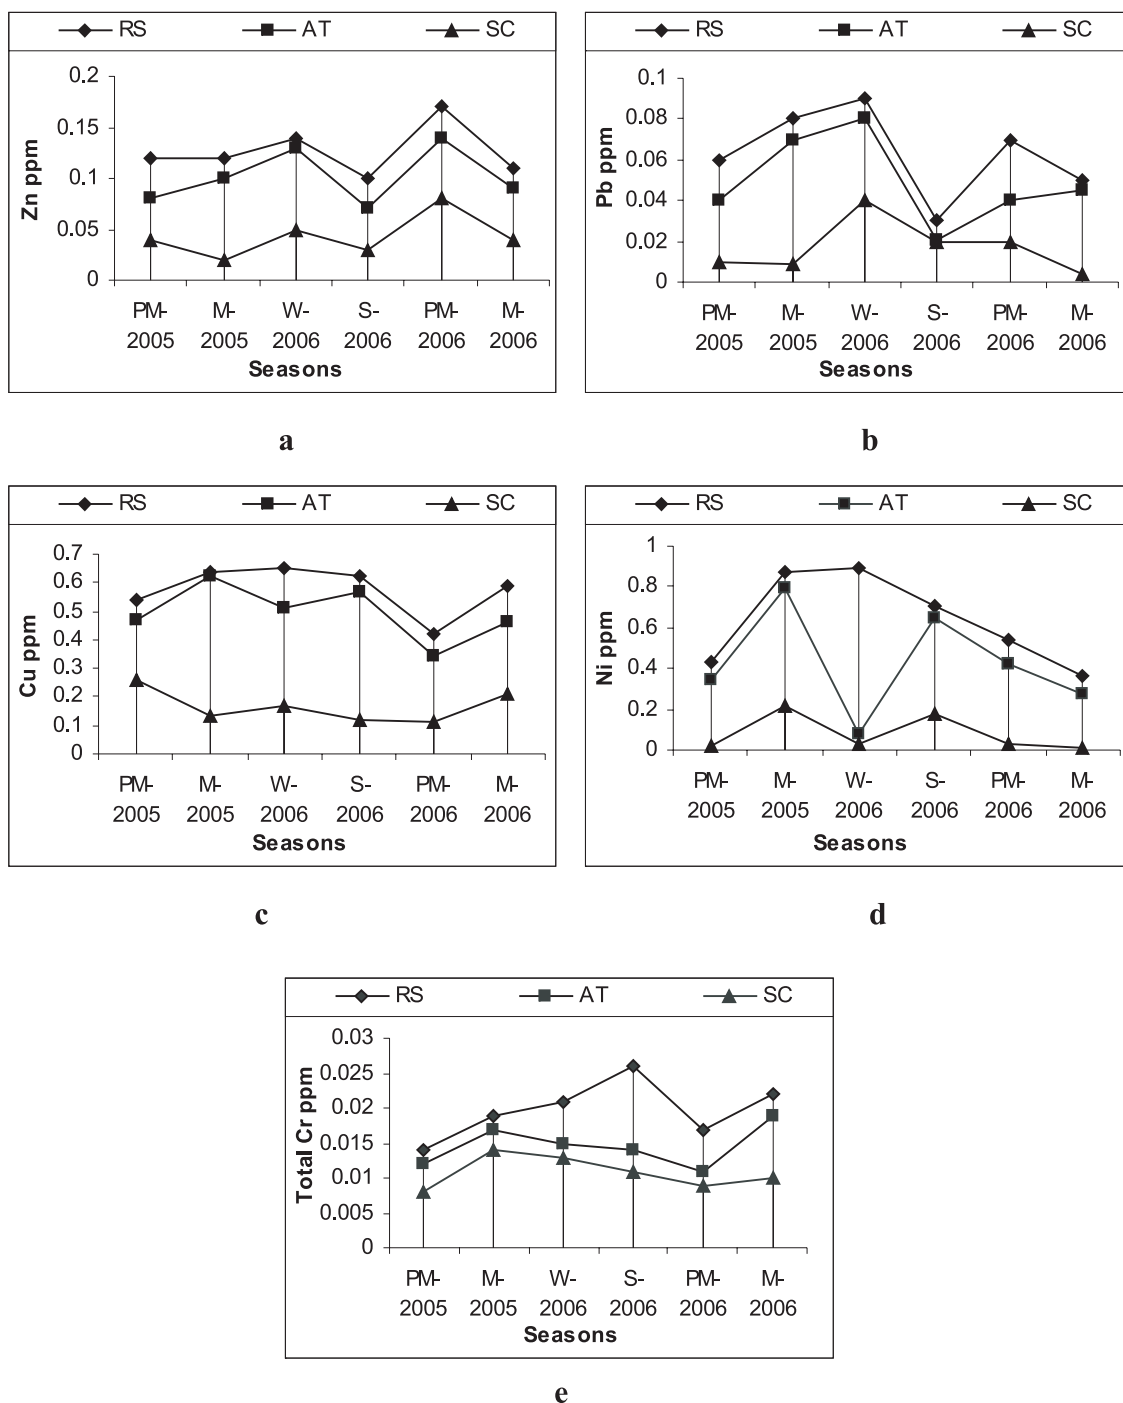 RS AT SC
0.2
0.15
0.1
0.05
0
Zn ppm
PM- M- W- S- PM- M-
2005 2005 2006 2006 2006 2006
Seasons
a
RS AT SC
0.1
0.08
0.06
0.04
0.02
0
Pb ppm
PM- M- W- S- PM- M-
2005 2005 2006 2006 2006 2006
Seasons
b
RS AT SC
0.7
0.6
0.5
0.4
0.3
0.2
0.1
0
Cu ppm
PM- M- W- S- PM- M-
2005 2005 2006 2006 2006 2006
Seasons
c
RS AT SC
1
0.8
0.6
0.4
0.2
0
Ni ppm
PM- M- W- S- PM- M-
2005 2005 2006 2006 2006 2006
Seasons
d
RS AT SC
0.03
0.025
0.02
0.015
0.01
0.005
0
Total Cr ppm
PM- M- W- S- PM- M-
2005 2005 2006 2006 2006 2006
Seasons
e